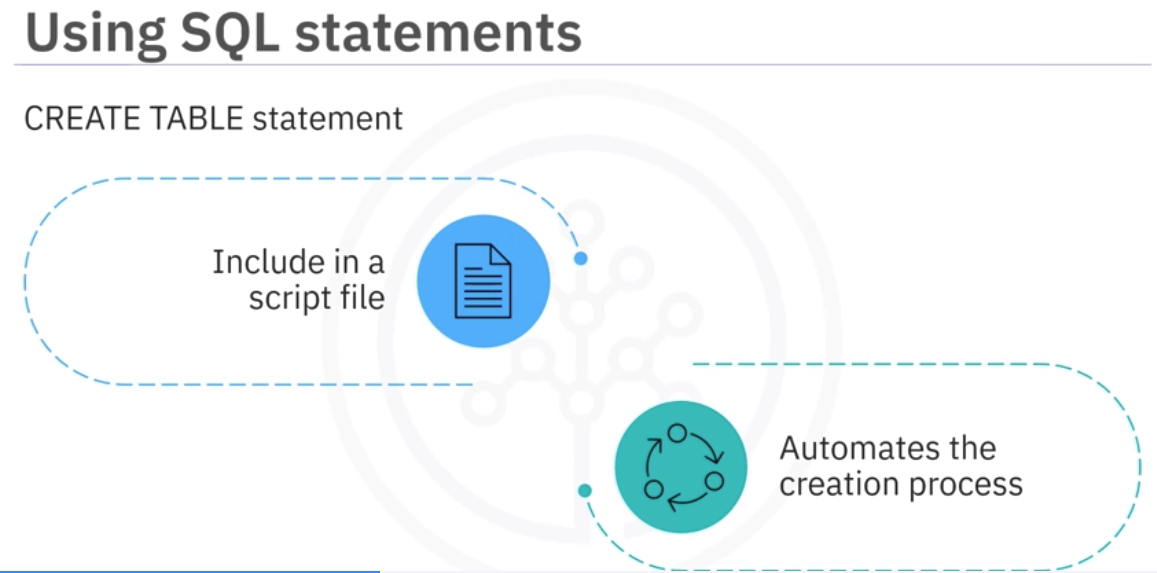 Using SQL statements
CREATE TABLE statement
Include in a
script file
Automates the
creation process